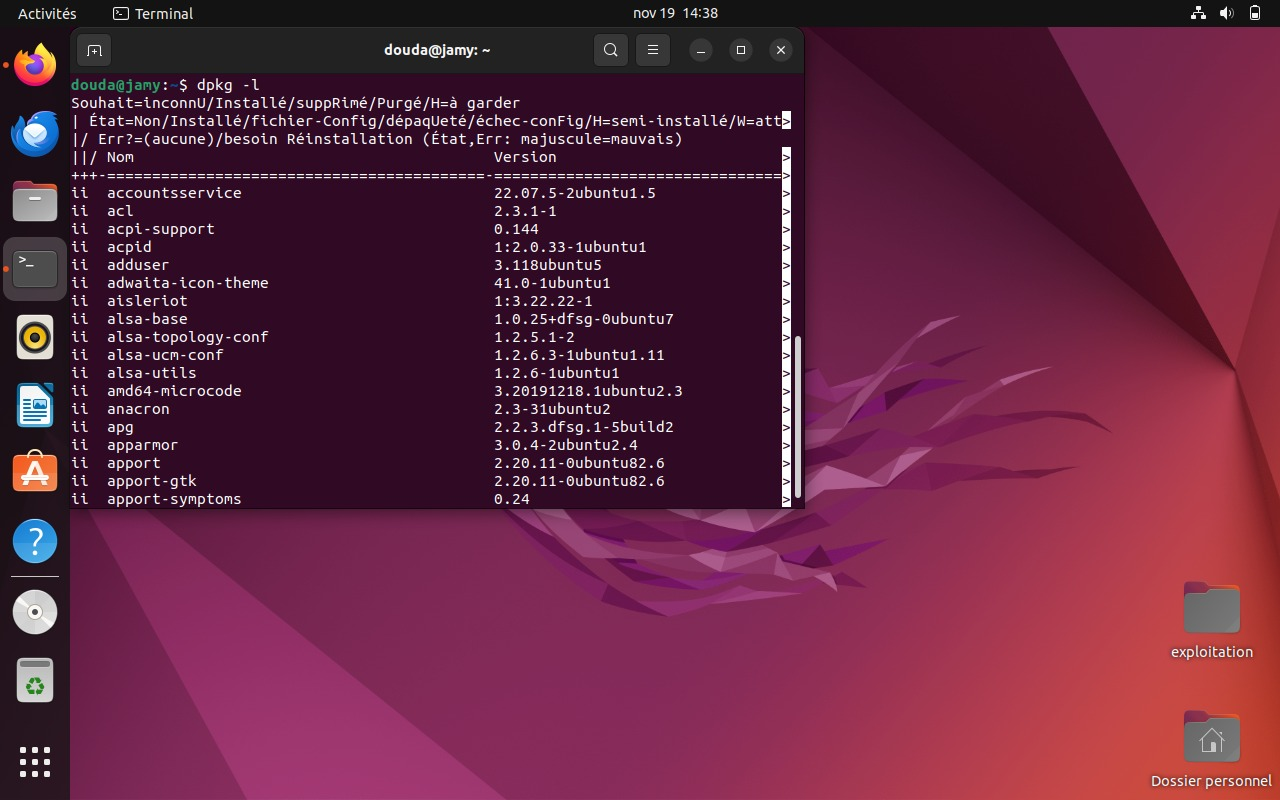 Activités
Terminal
nov 19 14:38
douda@jamy: ~
douda@jamy:~$ dpkg -l
Souhait=inconnU/Installé/suppRimé/Purgé/H=à garder
| État=Non/Installé/fichier-Config/dépaqUeté/échec-conFig/H=semi-installé/W=att>
|/ Err?=(aucune)/besoin Réinstallation (État,Err: majuscule=mauvais)
||/ Nom                                        Version                         >
+++-==========================================-================================>
ii  accountsservice                            22.07.5-2ubuntu1.5              >
ii  acl                                        2.3.1-1                         >
ii  acpi-support                               0.144                           >
ii  acpid                                      1:2.0.33-1ubuntu1               >
ii  adduser                                    3.118ubuntu5                    >
ii  adwaita-icon-theme                         41.0-1ubuntu1                   >
ii  aisleriot                                  1:3.22.22-1                     >
ii  alsa-base                                  1.0.25+dfsg-0ubuntu7            >
ii  alsa-topology-conf                         1.2.5.1-2                       >
ii  alsa-ucm-conf                              1.2.6.3-1ubuntu1.11             >
ii  alsa-utils                                 1.2.6-1ubuntu1                  >
ii  amd64-microcode                            3.20191218.1ubuntu2.3           >
ii  anacron                                    2.3-31ubuntu2                   >
ii  apg                                        2.2.3.dfsg.1-5build2            >
ii  apparmor                                   3.0.4-2ubuntu2.4                >
ii  apport                                     2.20.11-0ubuntu82.6             >
ii  apport-gtk                                 2.20.11-0ubuntu82.6             >
ii  apport-symptoms                            0.24                            >
exploitation
Dossier personnel